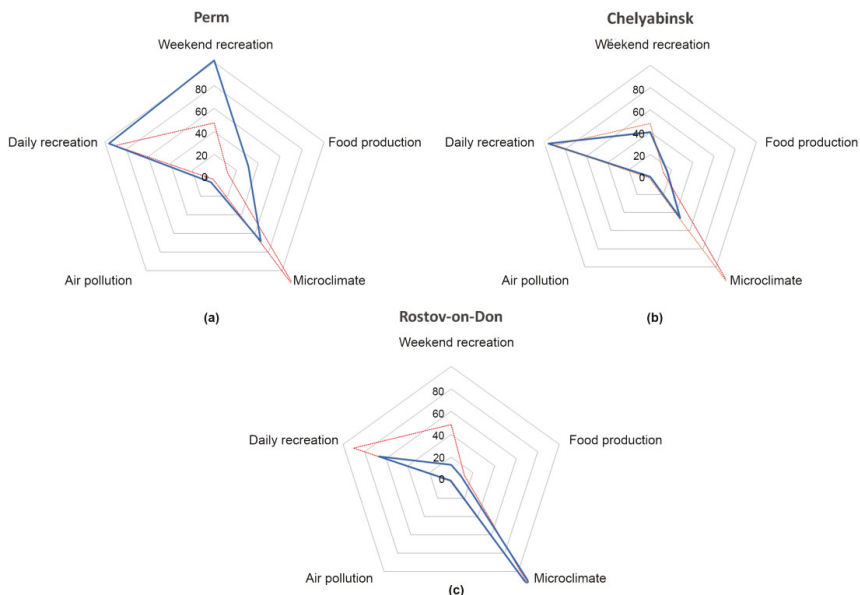 Perm
Weekend recreation
80
60
40
20
0
Daily recreation
Food production
Air pollution
Microclimate
(a)
Chelyabinsk
Weekend recreation
80
60
40
20
0
Daily recreation
Food production
Air pollution
Microclimate
(b)
Rostov-on-Don
Weekend recreation
80
60
40
20
0
Daily recreation
Food production
Air pollution
Microclimate
(c)